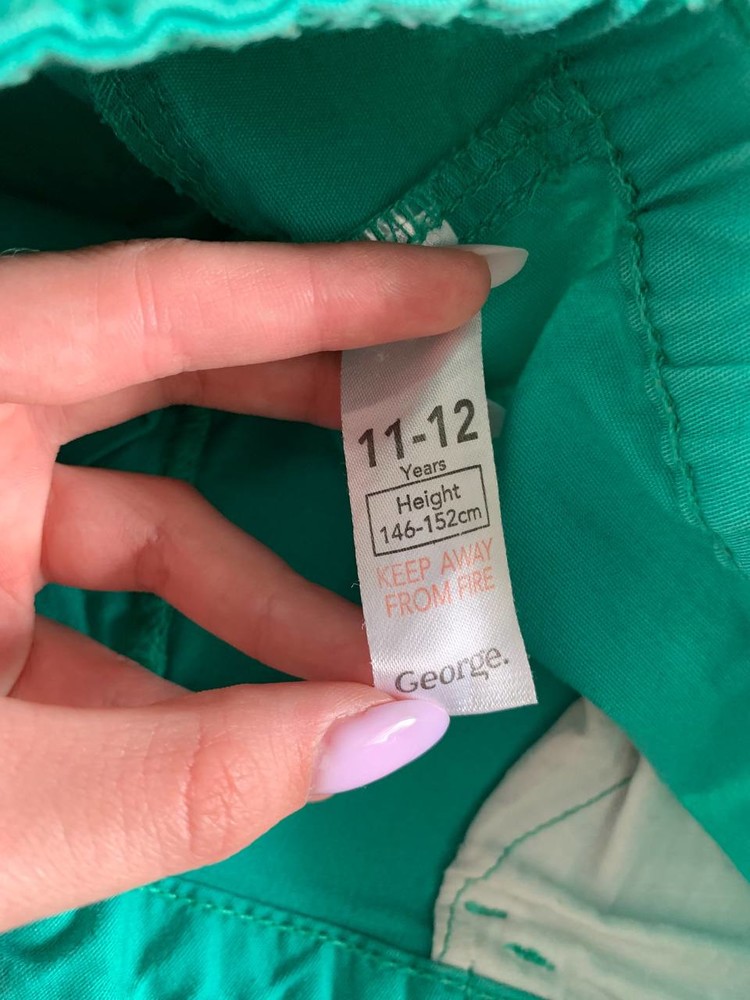 11-12
Years
Height
146-152cm
KEEP AWAY
FROM FIRE
George.